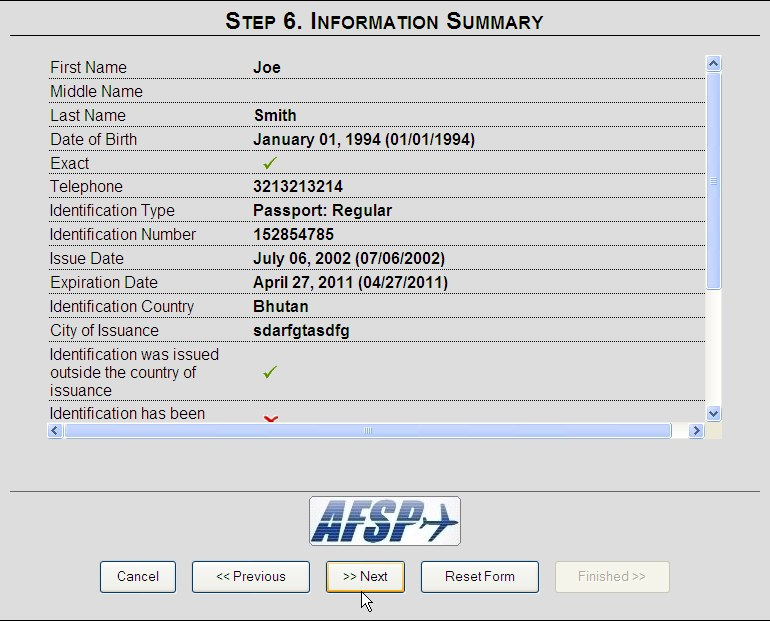 STEP 6. INFORMATION SUMMARY
First Name Joe
Middle Name
Last Name Smith
Date of Birth January 01, 1994 (01/01/1994)
Exact
Telephone 3213213214
Identification Type Passport: Regular
Identification Number 152854785
Issue Date July 06, 2002 (07/06/2002)
Expiration Date April 27, 2011 (04/27/2011)
Identification Country Bhutan
City of Issuance sdarfgtasdfg
Identification was issued
outside the country of
issuance
Identification has been
AFSP
Cancel << Previous >> Next Reset Form Finished >>